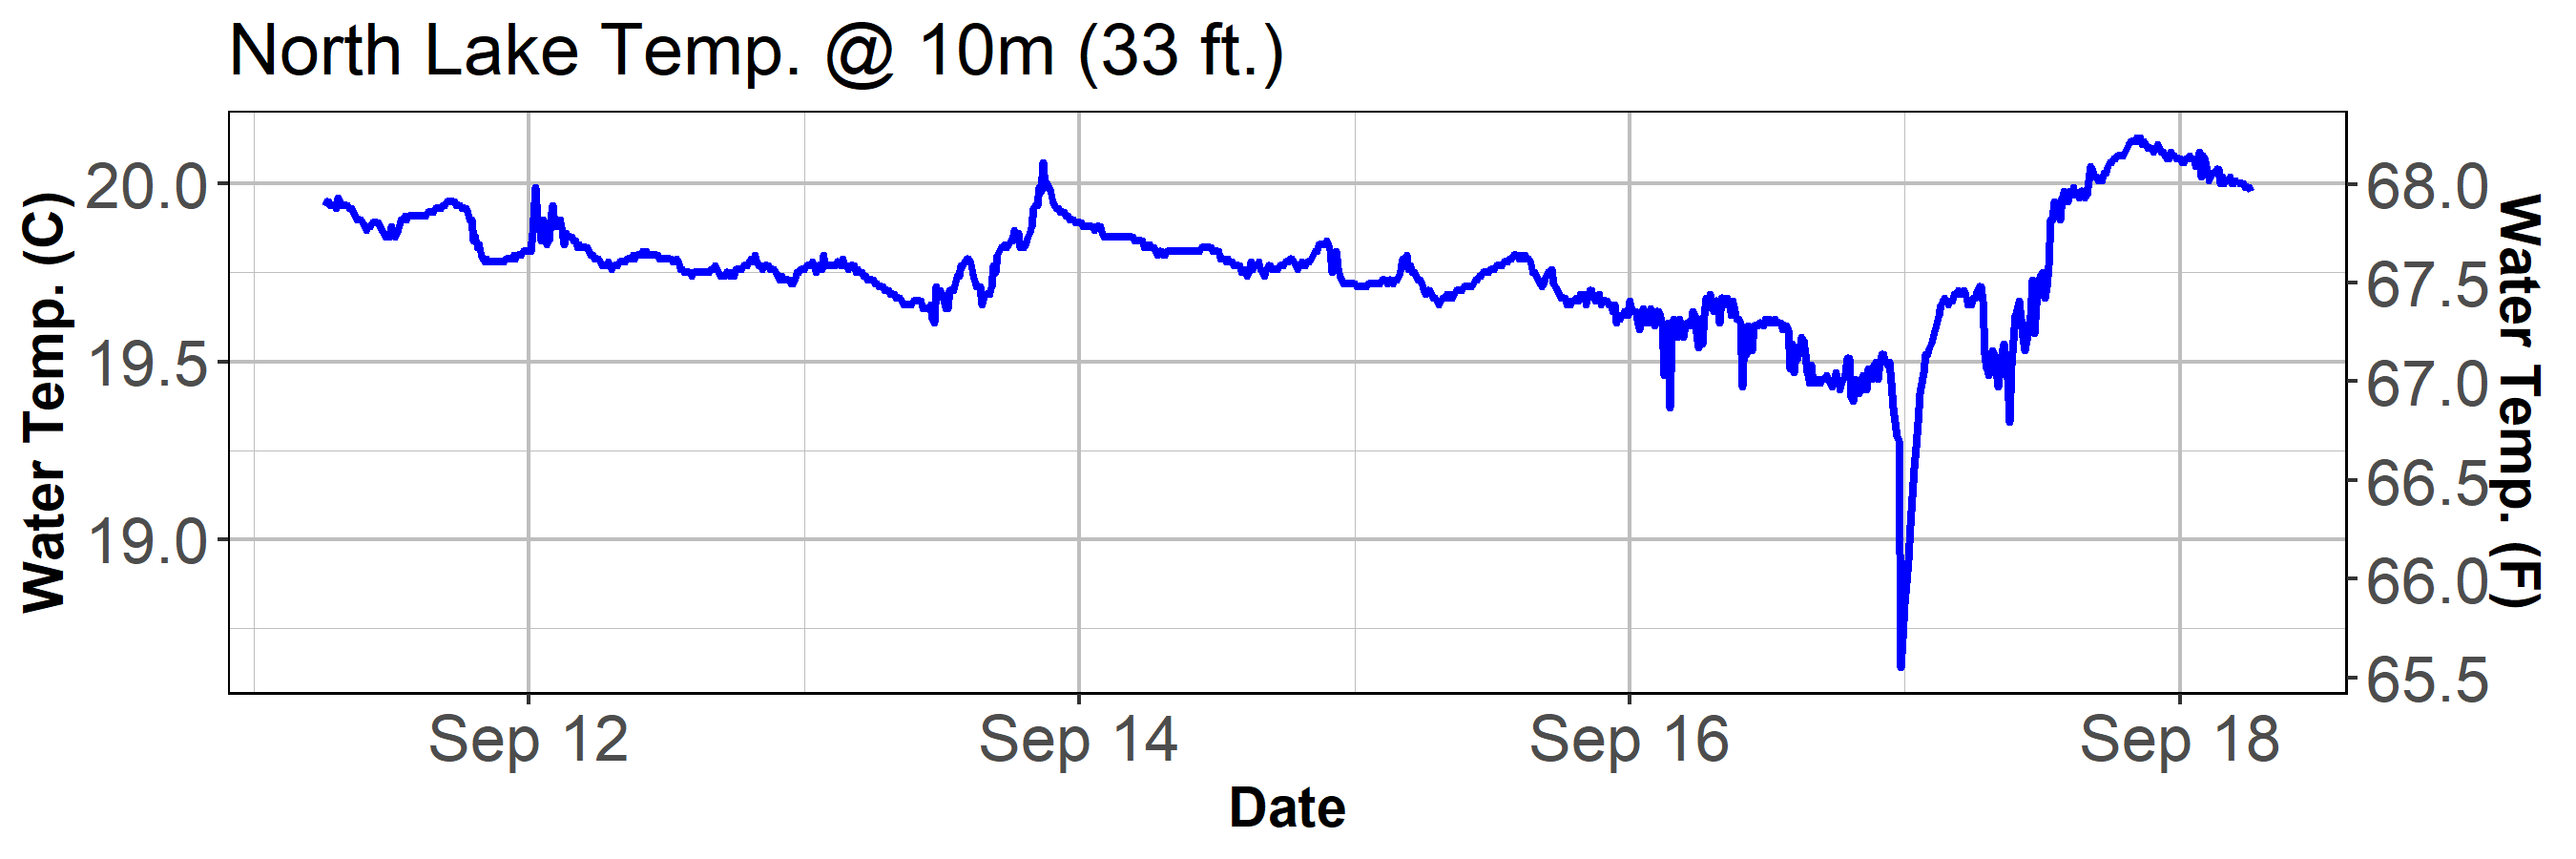 North Lake Temp. @ 10m (33 ft.)
Water Temp. (C)
20.0
19.5
19.0
68.0
67.5
67.0
66.5
66.0
65.5
Water Temp. (F)
Sep 12
Sep 14
Sep 16
Sep 18
Date